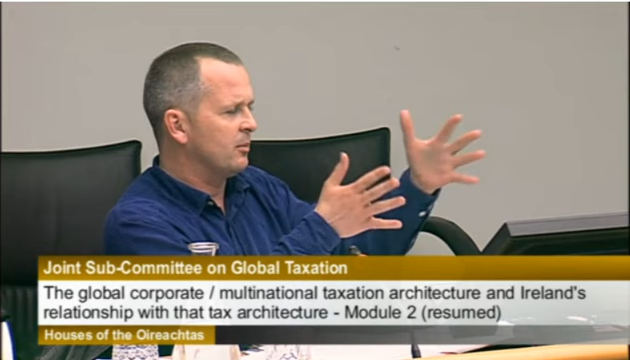 Joint Sub-Committee on Global Taxation
The global corporate / multinational taxation architecture and Ireland's
relationship with that tax architecture - Module 2 (resumed)
Houses of the Oireachtas